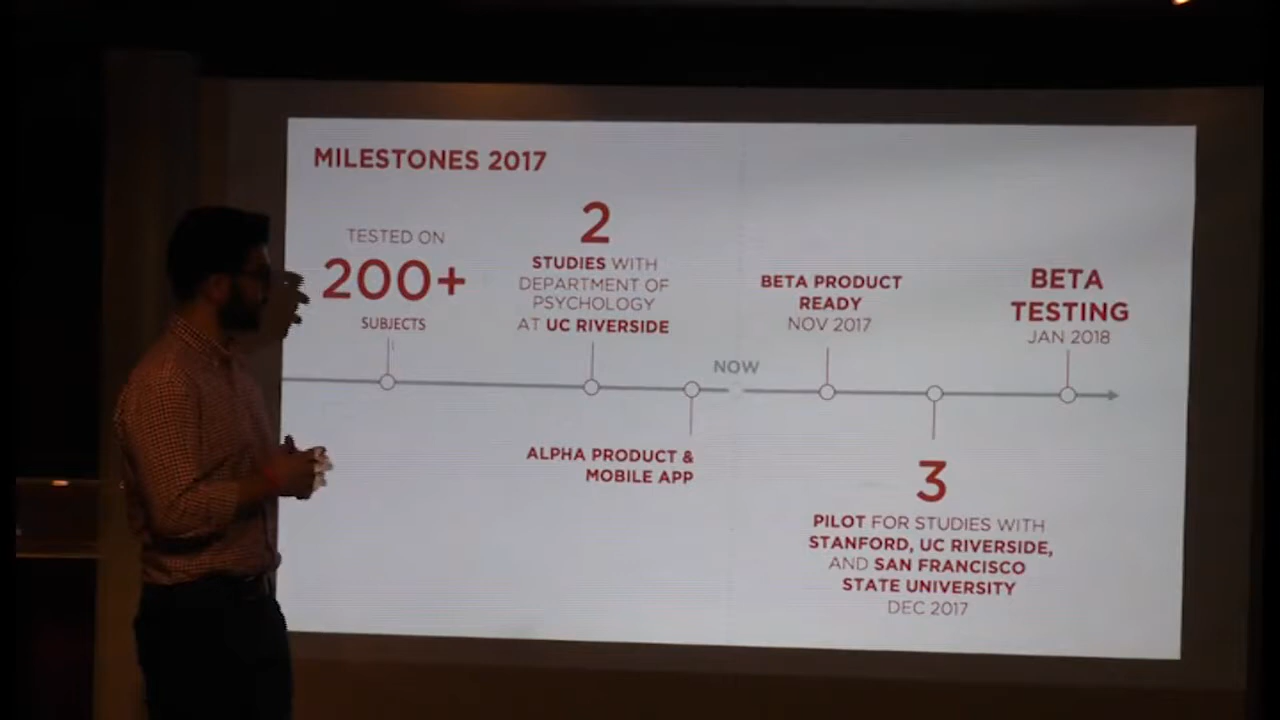 MILESTONES 2017
TESTED ON
200+
SUBJECTS
2
STUDIES WITH
DEPARTMENT OF
PSYCHOLOGY
AT UC RIVERSIDE
ALPHA PRODUCT &
MOBILE APP
NOW
BETA PRODUCT
READY
NOV 2017
3
PILOT FOR STUDIES WITH
STANFORD, UC RIVERSIDE,
AND SAN FRANCISCO
STATE UNIVERSITY
DEC 2017
BETA
TESTING
JAN 2018